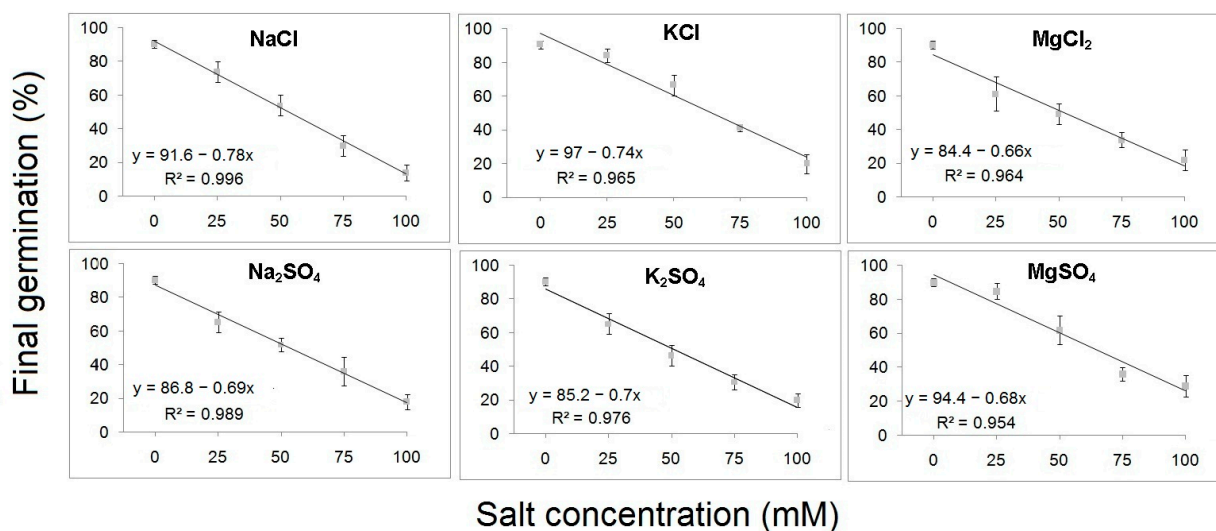 Final germination (%)
NaCl
100
80
60
40
20
0
y = 91.6 − 0.78x
R² = 0.996
0 25 50 75 100
KCl
100
80
60
40
20
0
y = 97 − 0.74x
R² = 0.965
0 25 50 75 100
MgCl₂
100
80
60
40
20
0
y = 84.4 − 0.66x
R² = 0.964
0 25 50 75 100
Na₂SO₄
100
80
60
40
20
0
y = 86.8 − 0.69x
R² = 0.989
0 25 50 75 100
K₂SO₄
100
80
60
40
20
0
y = 85.2 − 0.7x
R² = 0.976
0 25 50 75 100
MgSO₄
100
80
60
40
20
0
y = 94.4 − 0.68x
R² = 0.954
0 25 50 75 100
Salt concentration (mM)